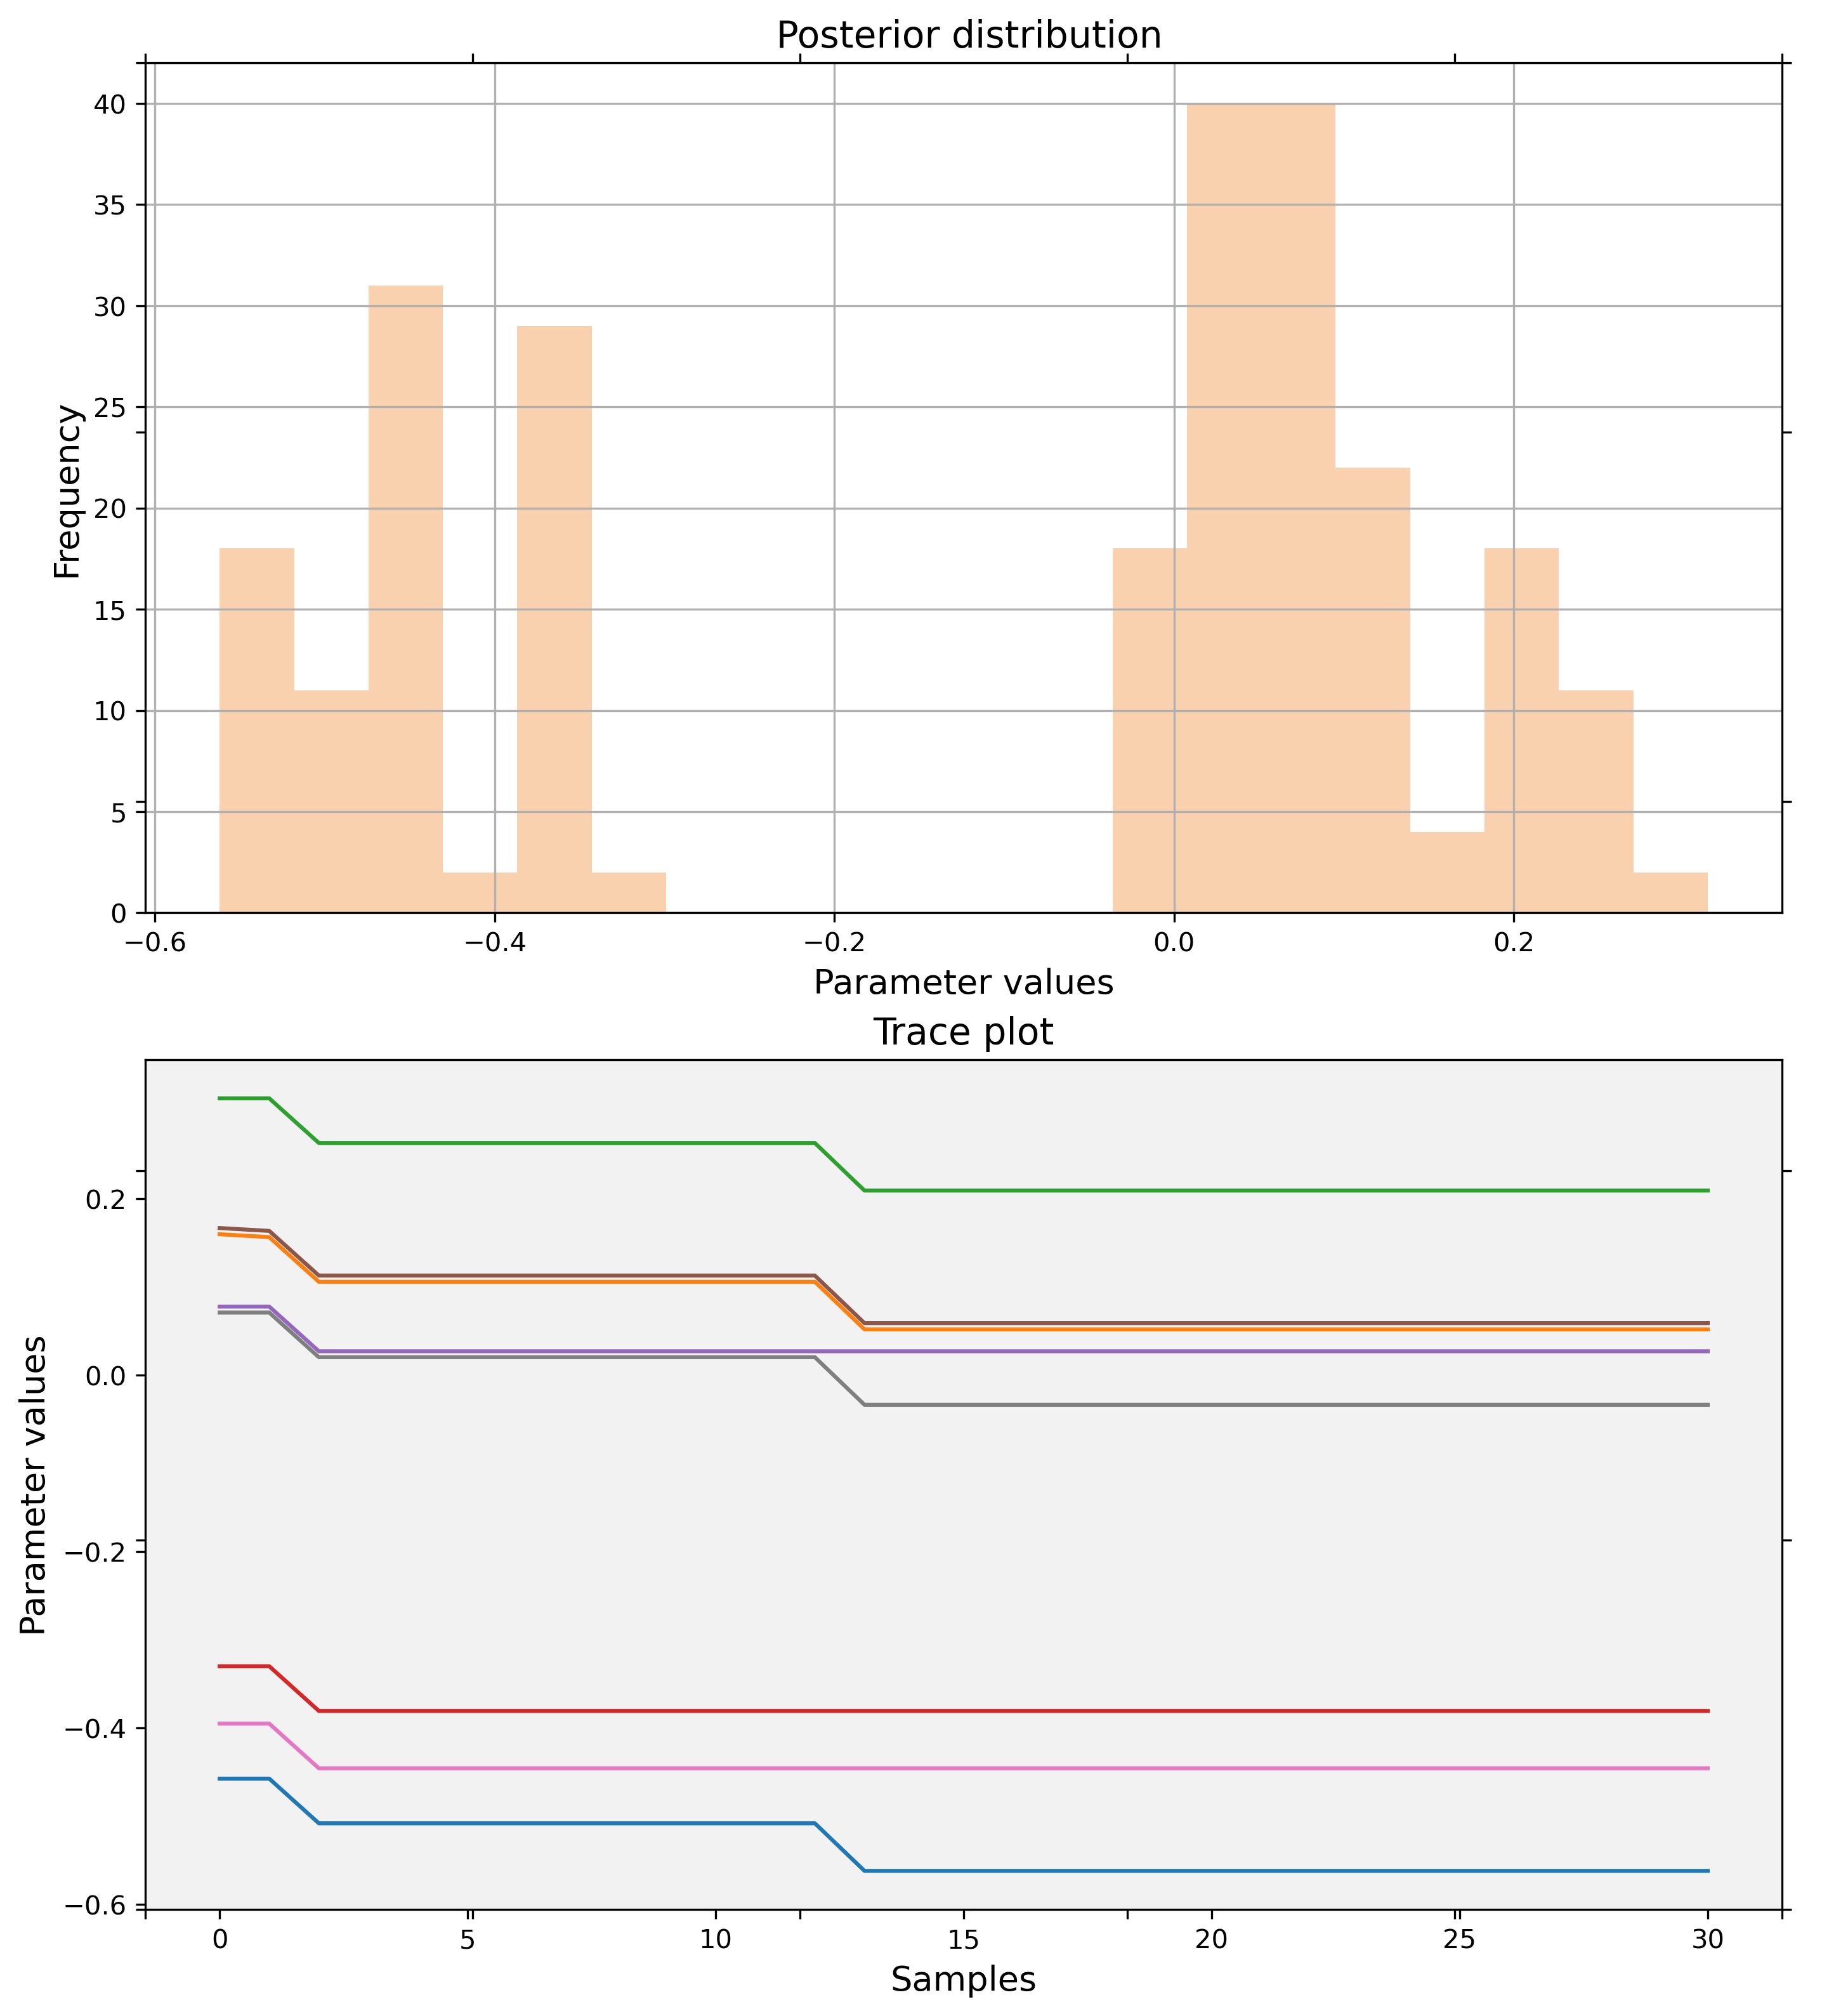 Posterior distribution
40
35
30
25
20
15
10
5
0
Frequency
−0.6 −0.4 −0.2 0.0 0.2
Parameter values
Trace plot
0.2
0.0
−0.2
−0.4
−0.6
Parameter values
0 5 10 15 20 25 30
Samples